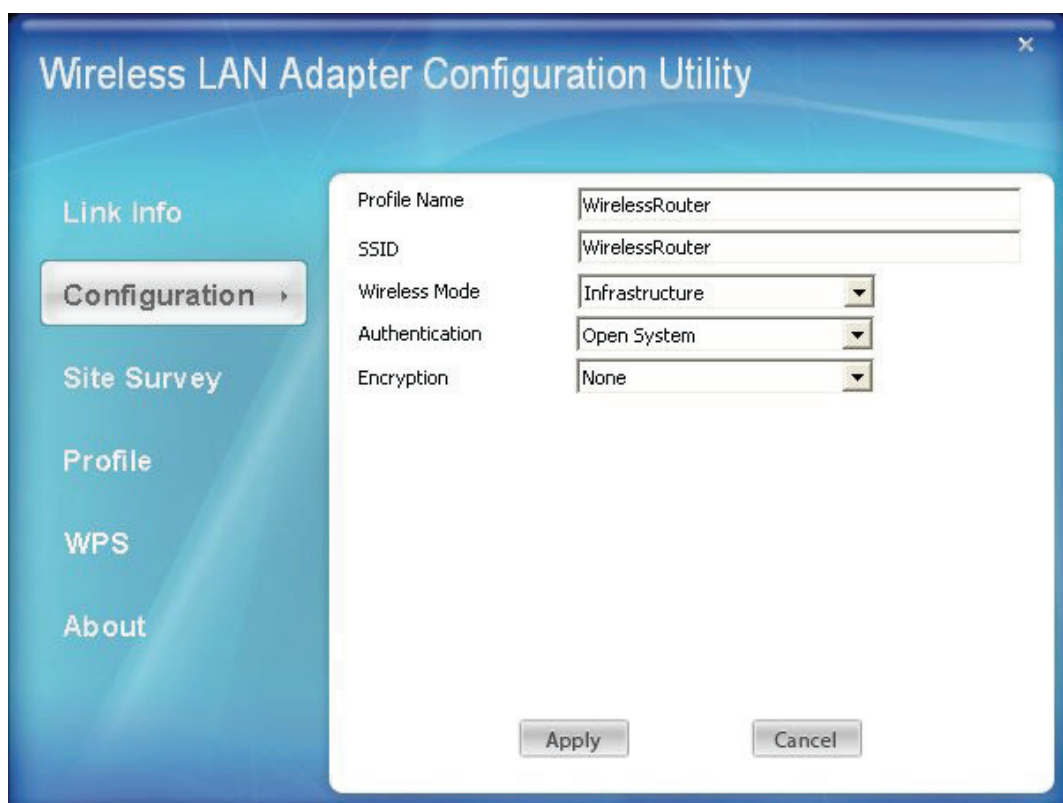 Wireless LAN Adapter Configuration Utility
Link Info
Configuration
Site Survey
Profile
WPS
About
Profile Name WirelessRouter
SSID WirelessRouter
Wireless Mode Infrastructure
Authentication Open System
Encryption None
Apply Cancel